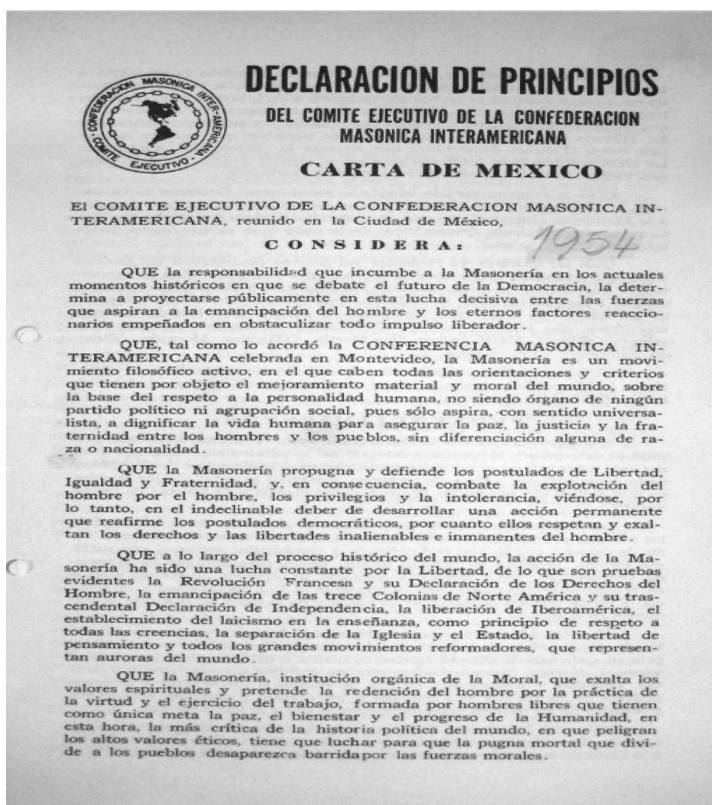 CONFEDERACION MASONICA INTER-AMERICANA
- COMITE EJECUTIVO -
DECLARACION DE PRINCIPIOS
DEL COMITE EJECUTIVO DE LA CONFEDERACION
MASONICA INTERAMERICANA
CARTA DE MEXICO
El COMITE EJECUTIVO DE LA CONFEDERACION MASONICA IN-
TERAMERICANA, reunido en la Ciudad de México,
CONSIDERA:
1954
QUE la responsabilidad que incumbe a la Masonería en los actuales
momentos históricos en que se debate el futuro de la Democracia, la deter-
mina a proyectarse públicamente en esta lucha decisiva entre las fuerzas
que aspiran a la emancipación del hombre y los eternos factores reaccio-
narios empeñados en obstaculizar todo impulso liberador.
QUE, tal como lo acordó la CONFERENCIA MASONICA IN-
TERAMERICANA celebrada en Montevideo, la Masonería es un movi-
miento filosófico activo, en el que caben todas las orientaciones y criterios
que tienen por objeto el mejoramiento material y moral del mundo, sobre
la base del respeto a la personalidad humana, no siendo órgano de ningún
partido político ni agrupación social, pues sólo aspira, con sentido universa-
lista, a dignificar la vida humana para asegurar la paz, la justicia y la fra-
ternidad entre los hombres y los pueblos, sin diferenciación alguna de ra-
za o nacionalidad.
QUE la Masonería propugna y defiende los postulados de Libertad,
Igualdad y Fraternidad, y, en consecuencia, combate la explotación del
hombre por el hombre, los privilegios y la intolerancia, viéndose, por
lo tanto, en el indeclinable deber de desarrollar una acción permanente
que reafirme los postulados democráticos, por cuanto ellos respetan y exal-
tan los derechos y las libertades inalienables e inmanentes del hombre.
QUE a lo largo del proceso histórico del mundo, la acción de la Ma-
sonería ha sido una lucha constante por la Libertad, de lo que son pruebas
evidentes la Revolución Francesa y su Declaración de los Derechos del
Hombre, la emancipación de las trece Colonias de Norte América y su tras-
cendental Declaración de Independencia, la liberación de Iberoamérica, el
establecimiento del laicismo en la enseñanza, como principio de respeto a
todas las creencias, la separación de la Iglesia y el Estado, la libertad de
pensamiento y todos los grandes movimientos reformadores, que represen-
tan auroras del mundo.
QUE la Masonería, institución orgánica de la Moral, que exalta los
valores espirituales y pretende la redención del hombre por la práctica de
la virtud y el ejercicio del trabajo, formada por hombres libres que tienen
como única meta la paz, el bienestar y el progreso de la Humanidad, en
esta hora, la más crítica de la historia política del mundo, en que peligran
los altos valores éticos, tiene que luchar para que la pugna mortal que divi-
de a los pueblos desaparezca barridapor las fuerzas morales.